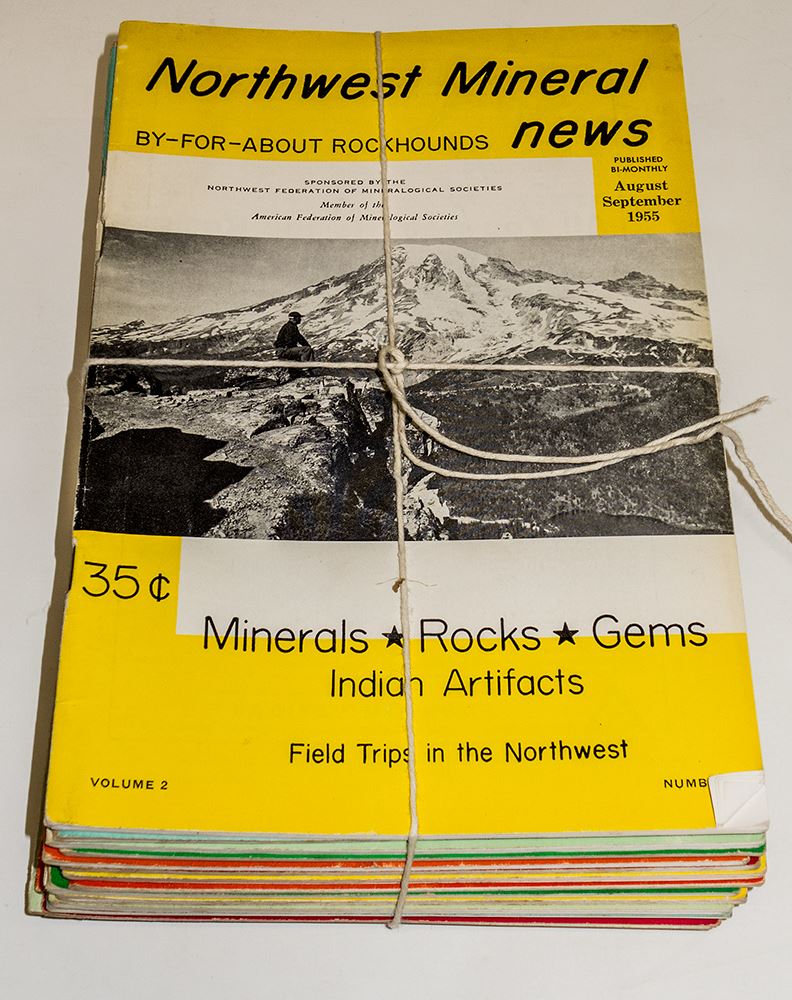 Northwest Mineral
news
BY-FOR-ABOUT ROCKHOUNDS
SPONSORED BY THE
NORTHWEST FEDERATION OF MINERALOGICAL SOCIETIES
Member of the
American Federation of Mineralogical Societies
PUBLISHED
BI-MONTHLY
August
September
1955
35¢
Minerals ★ Rocks ★ Gems
Indian Artifacts
Field Trips in the Northwest
VOLUME 2
NUMB